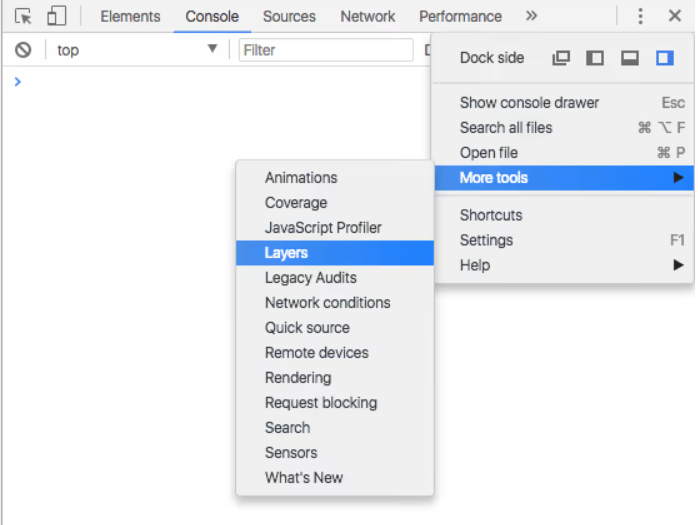 Elements Console Sources Network Performance »
top Filter
Dock side
Show console drawer Esc
Search all files ⌘ ⌥ F
Open file ⌘ P
More tools
Shortcuts
Settings F1
Help
Animations
Coverage
JavaScript Profiler
Layers
Legacy Audits
Network conditions
Quick source
Remote devices
Rendering
Request blocking
Search
Sensors
What's New